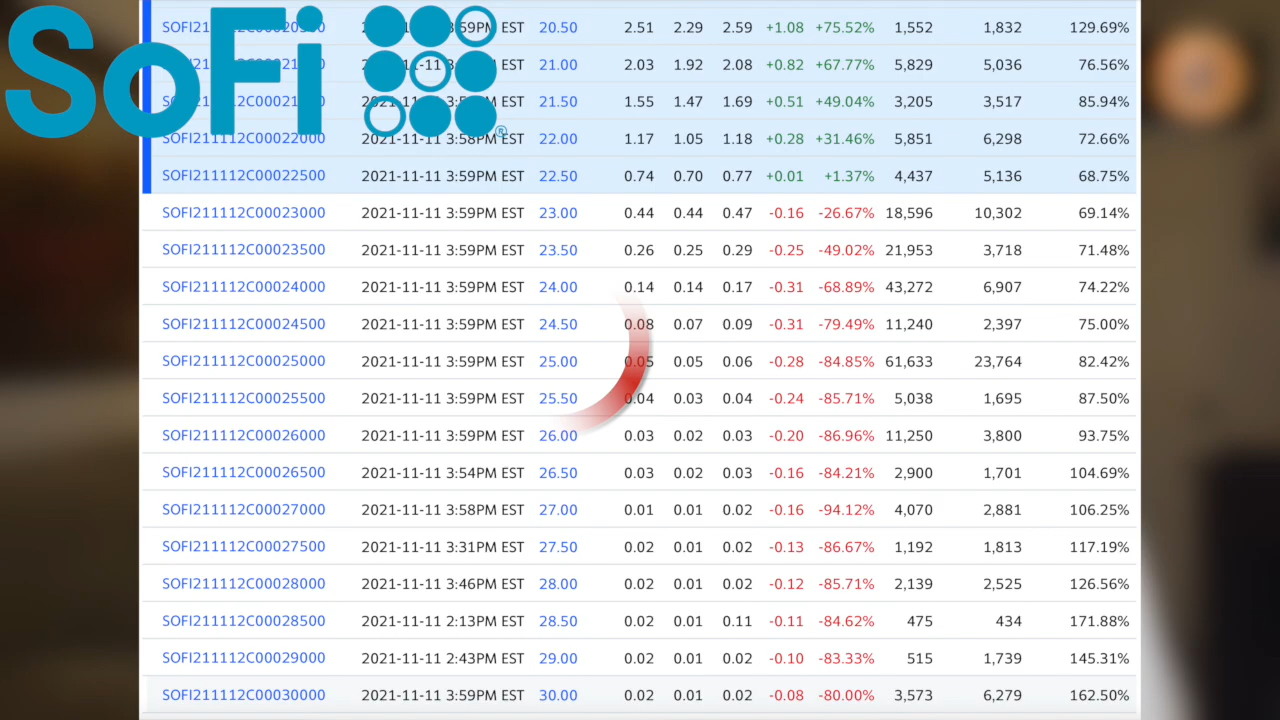 SoFi
®
3:59PM EST 20.50 2.51 2.29 2.59 +1.08 +75.52% 1,552 1,832 129.69%
EST 21.00 2.03 1.92 2.08 +0.82 +67.77% 5,829 5,036 76.56%
EST 21.50 1.55 1.47 1.69 +0.51 +49.04% 3,205 3,517 85.94%
SOFI211112C00022000 2021-11-11 3:58PM EST 22.00 1.17 1.05 1.18 +0.28 +31.46% 5,851 6,298 72.66%
SOFI211112C00022500 2021-11-11 3:59PM EST 22.50 0.74 0.70 0.77 +0.01 +1.37% 4,437 5,136 68.75%
SOFI211112C00023000 2021-11-11 3:59PM EST 23.00 0.44 0.44 0.47 -0.16 -26.67% 18,596 10,302 69.14%
SOFI211112C00023500 2021-11-11 3:59PM EST 23.50 0.26 0.25 0.29 -0.25 -49.02% 21,953 3,718 71.48%
SOFI211112C00024000 2021-11-11 3:59PM EST 24.00 0.14 0.14 0.17 -0.31 -68.89% 43,272 6,907 74.22%
SOFI211112C00024500 2021-11-11 3:59PM EST 24.50 0.08 0.07 0.09 -0.31 -79.49% 11,240 2,397 75.00%
SOFI211112C00025000 2021-11-11 3:59PM EST 25.00 0.05 0.05 0.06 -0.28 -84.85% 61,633 23,764 82.42%
SOFI211112C00025500 2021-11-11 3:59PM EST 25.50 0.04 0.03 0.04 -0.24 -85.71% 5,038 1,695 87.50%
SOFI211112C00026000 2021-11-11 3:59PM EST 26.00 0.03 0.02 0.03 -0.20 -86.96% 11,250 3,800 93.75%
SOFI211112C00026500 2021-11-11 3:54PM EST 26.50 0.03 0.02 0.03 -0.16 -84.21% 2,900 1,701 104.69%
SOFI211112C00027000 2021-11-11 3:58PM EST 27.00 0.01 0.01 0.02 -0.16 -94.12% 4,070 2,881 106.25%
SOFI211112C00027500 2021-11-11 3:31PM EST 27.50 0.02 0.01 0.02 -0.13 -86.67% 1,192 1,813 117.19%
SOFI211112C00028000 2021-11-11 3:46PM EST 28.00 0.02 0.01 0.02 -0.12 -85.71% 2,139 2,525 126.56%
SOFI211112C00028500 2021-11-11 2:13PM EST 28.50 0.02 0.01 0.11 -0.11 -84.62% 475 434 171.88%
SOFI211112C00029000 2021-11-11 2:43PM EST 29.00 0.02 0.01 0.02 -0.10 -83.33% 515 1,739 145.31%
SOFI211112C00030000 2021-11-11 3:59PM EST 30.00 0.02 0.01 0.02 -0.08 -80.00% 3,573 6,279 162.50%